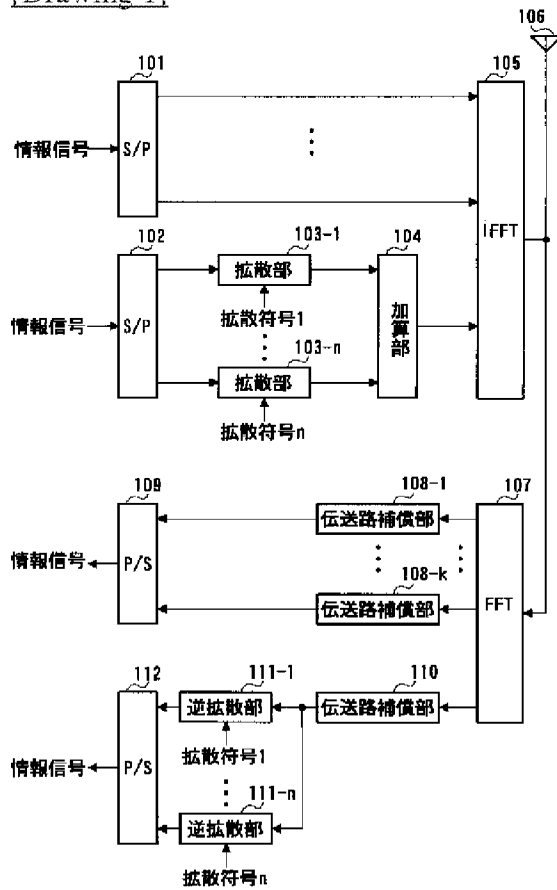 [Drawing 1]
106
101
105
情報信号
S/P
IFFT
102
103-1
104
拡散部
情報信号
S/P
拡散符号1
加算部
103-n
拡散部
拡散符号n
109
108-1
107
伝送路補償部
情報信号
P/S
108-k
伝送路補償部
FFT
112
111-1
110
逆拡散部
伝送路補償部
情報信号
P/S
拡散符号1
111-n
逆拡散部
拡散符号n